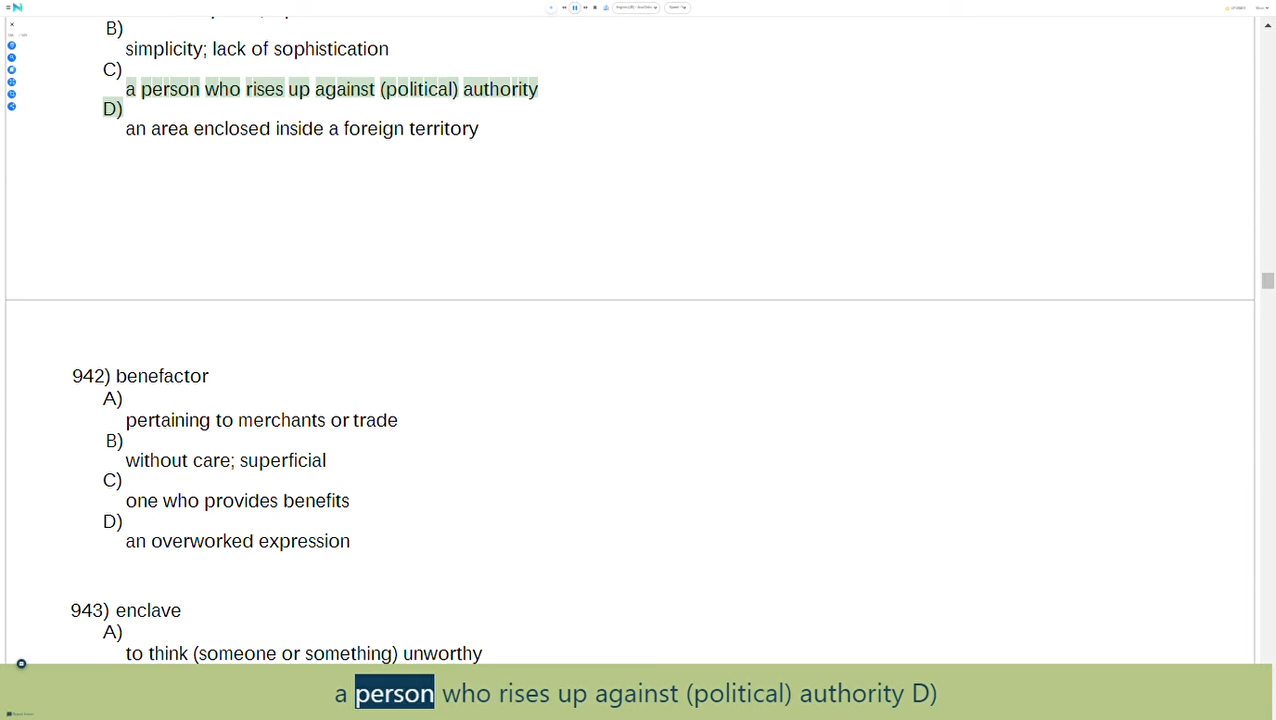 B)
simplicity; lack of sophistication
C)
a person who rises up against (political) authority
D)
an area enclosed inside a foreign territory
942) benefactor
A)
pertaining to merchants or trade
B)
without care; superficial
C)
one who provides benefits
D)
an overworked expression
943) enclave
A)
to think (someone or something) unworthy
a person who rises up against (political) authority D)